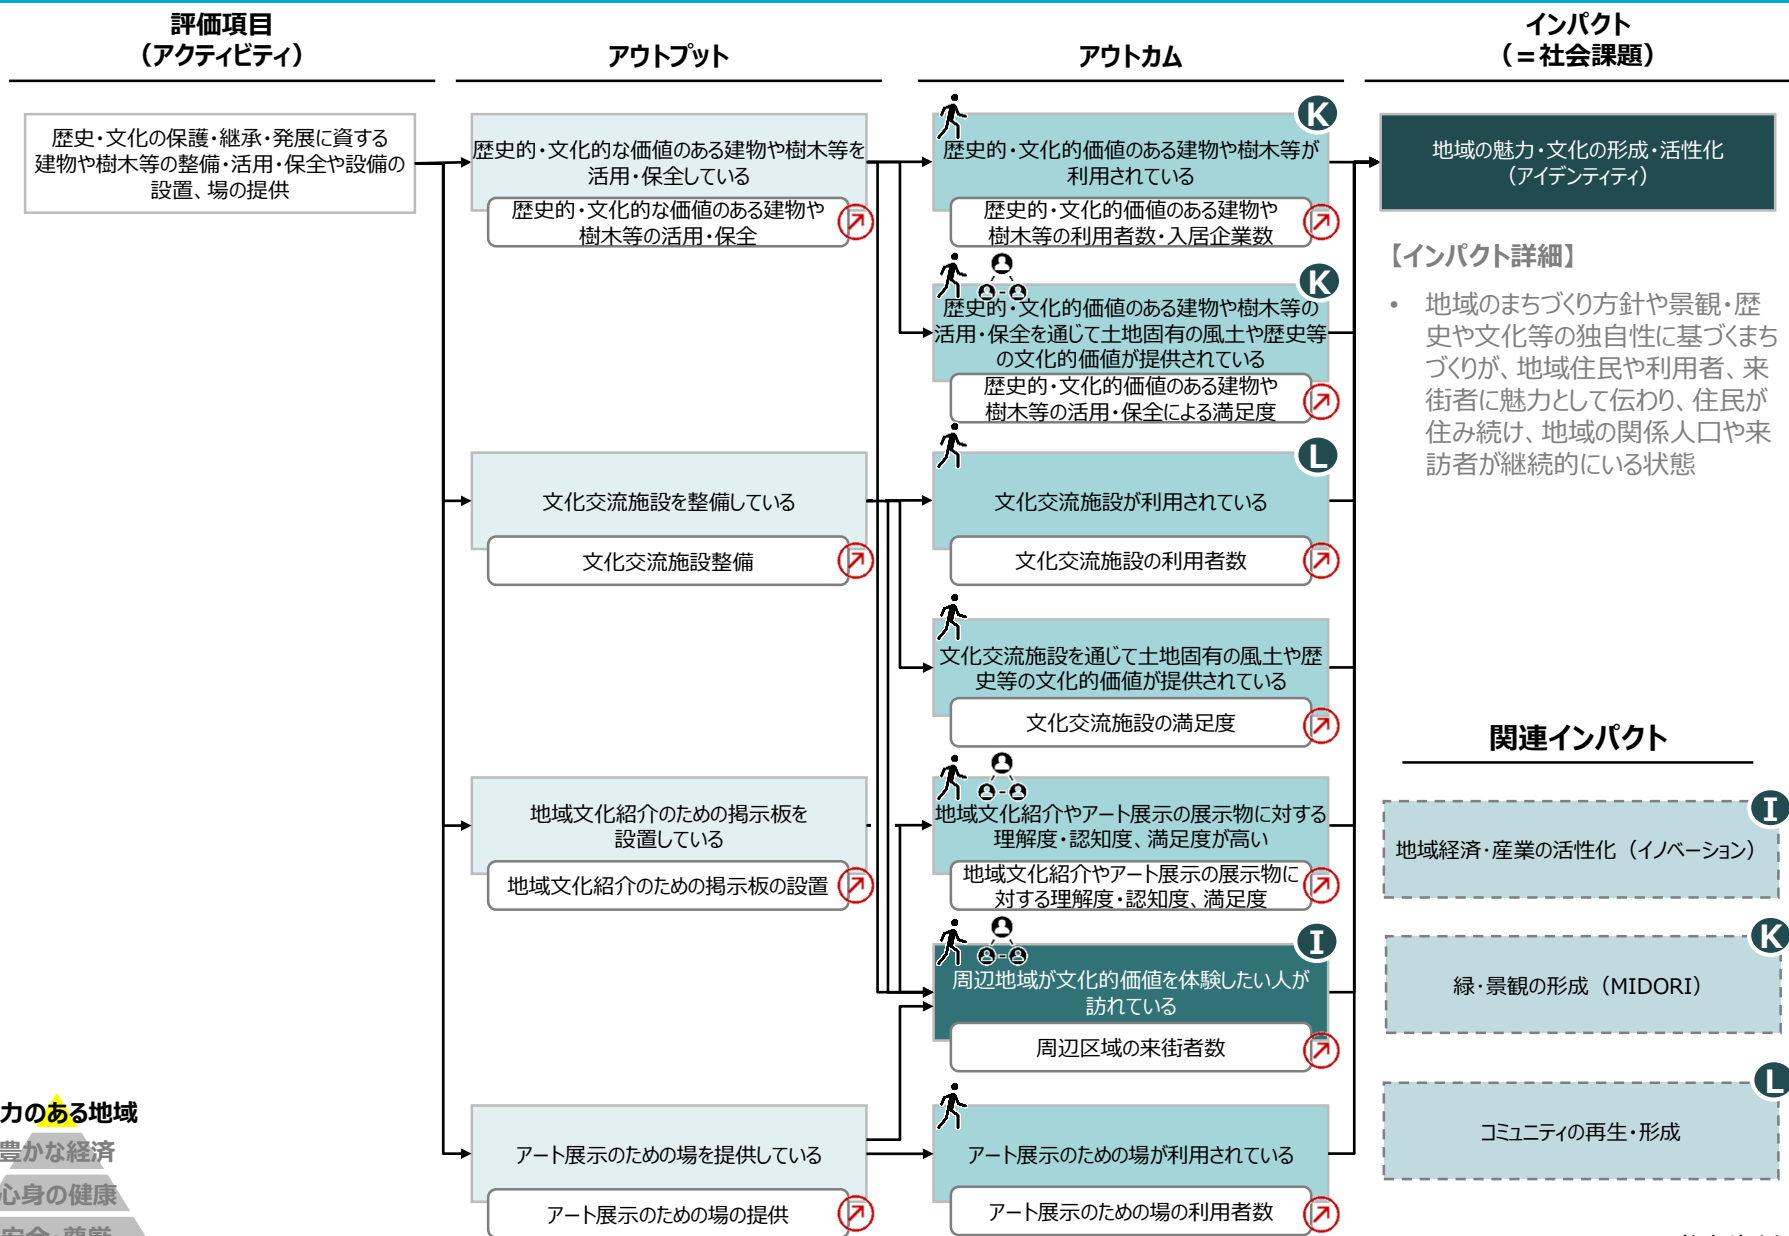 評価項目
（アクティビティ）
アウトプット
アウトカム
インパクト
（＝社会課題）
歴史・文化の保護・継承・発展に資する
建物や樹木等の整備・活用・保全や設備の
設置、場の提供
歴史的・文化的な価値のある建物や樹木等を
活用・保全している
歴史的・文化的な価値のある建物や
樹木等の活用・保全
K
歴史的・文化的価値のある建物や樹木等が
利用されている
歴史的・文化的価値のある建物や
樹木等の利用者数・入居企業数
K
歴史的・文化的価値のある建物や樹木等の
活用・保全を通じて土地固有の風土や歴史等
の文化的価値が提供されている
歴史的・文化的価値のある建物や
樹木等の活用・保全による満足度
地域の魅力・文化の形成・活性化
（アイデンティティ）
【インパクト詳細】
• 地域のまちづくり方針や景観・歴
史や文化等の独自性に基づくまち
づくりが、地域住民や利用者、来
街者に魅力として伝わり、住民が
住み続け、地域の関係人口や来
訪者が継続的にいる状態
文化交流施設を整備している
文化交流施設整備
L
文化交流施設が利用されている
文化交流施設の利用者数
文化交流施設を通じて土地固有の風土や歴
史等の文化的価値が提供されている
文化交流施設の満足度
地域文化紹介のための掲示板を
設置している
地域文化紹介のための掲示板の設置
地域文化紹介やアート展示の展示物に対する
理解度・認知度、満足度が高い
地域文化紹介やアート展示の展示物に
対する理解度・認知度、満足度
I
周辺地域が文化的価値を体験したい人が
訪れている
周辺区域の来街者数
アート展示のための場を提供している
アート展示のための場の提供
アート展示のための場が利用されている
アート展示のための場の利用者数
関連インパクト
I
地域経済・産業の活性化（イノベーション）
K
緑・景観の形成（MIDORI）
L
コミュニティの再生・形成
力のある地域
豊かな経済
心身の健康